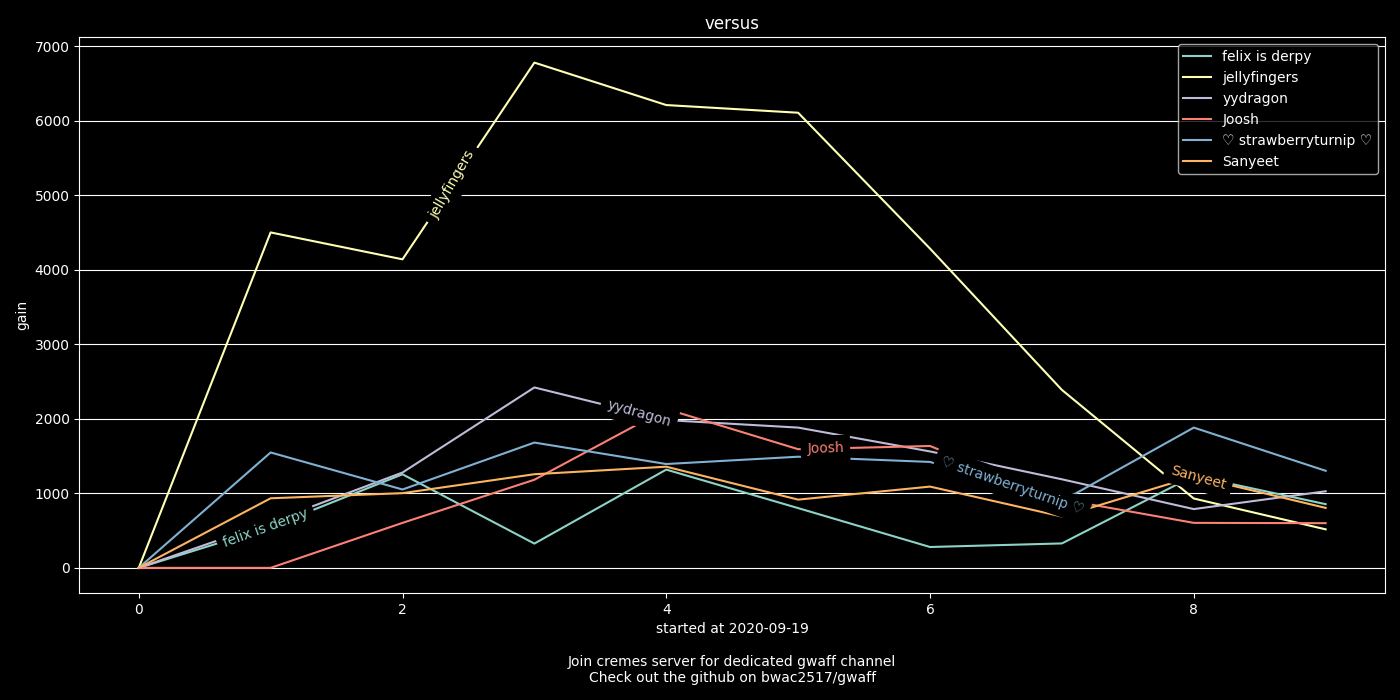 versus
7000
6000
5000
4000
3000
2000
1000
0
gain
felix is derpy
jellyfingers
yydragon
Joosh
♡ strawberryturnip ♡
Sanyeet
jellyfingers
yydragon
Joosh
♡ strawberryturnip ♡
Sanyeet
felix is derpy
0 2 4 6 8
started at 2020-09-19
Join cremes server for dedicated gwaff channel
Check out the github on bwac2517/gwaff